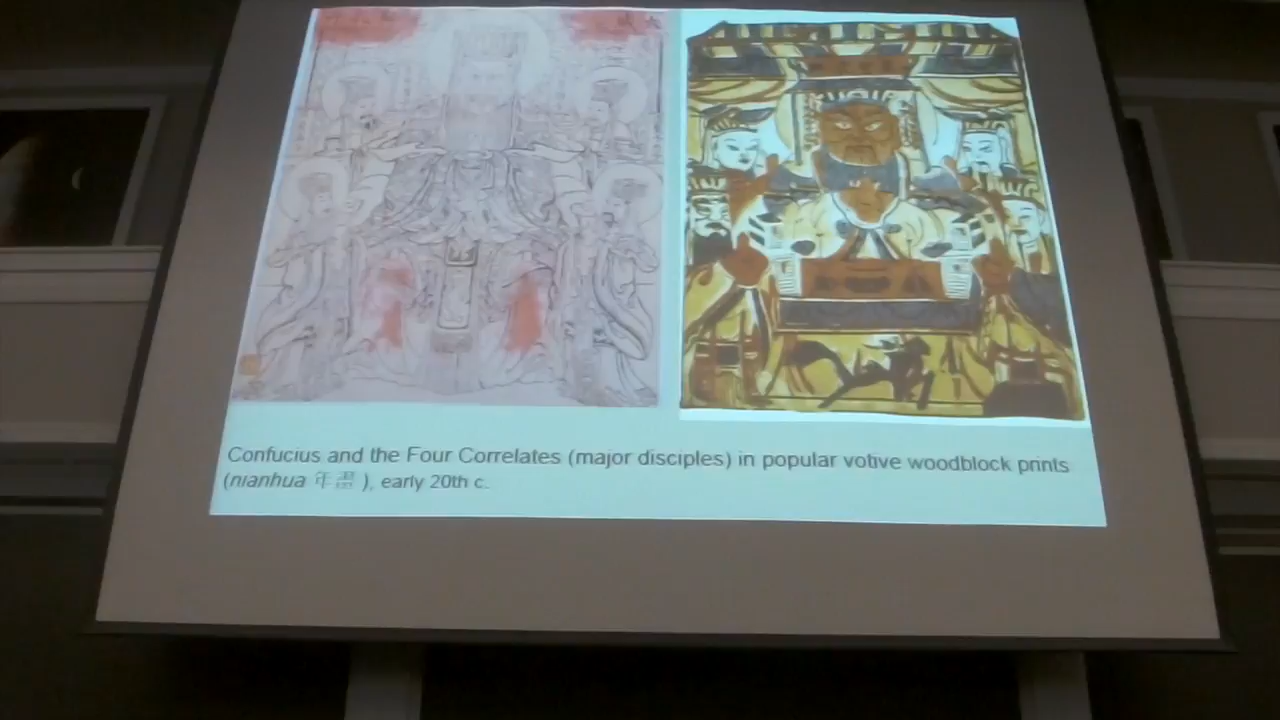 Confucius and the Four Correlates (major disciples) in popular votive woodblock prints
(nianhua 年畫 ), early 20th c.